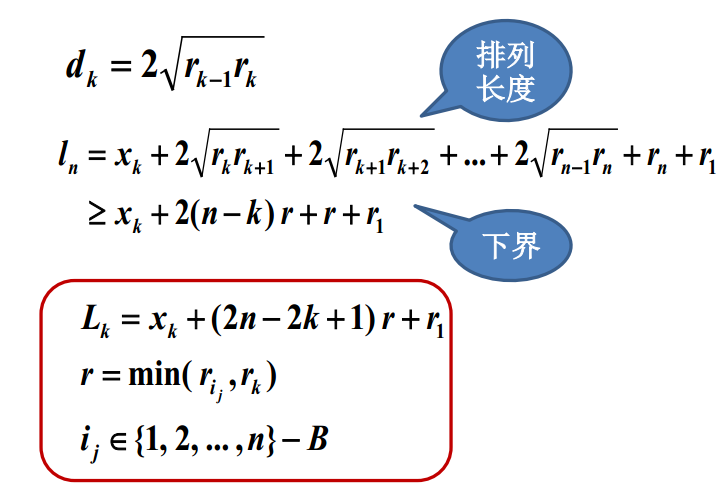 d_k = 2√(r_{k-1}r_k)
排列
长度
l_n = x_k + 2√(r_k r_{k+1}) + 2√(r_{k+1}r_{k+2}) + ... + 2√(r_{n-1}r_n) + r_n + r_1
≥ x_k + 2(n-k)r + r + r_1
下界
L_k = x_k + (2n-2k+1)r + r_1
r = min(r_{i_j}, r_k)
i_j ∈ {1, 2, ..., n} - B